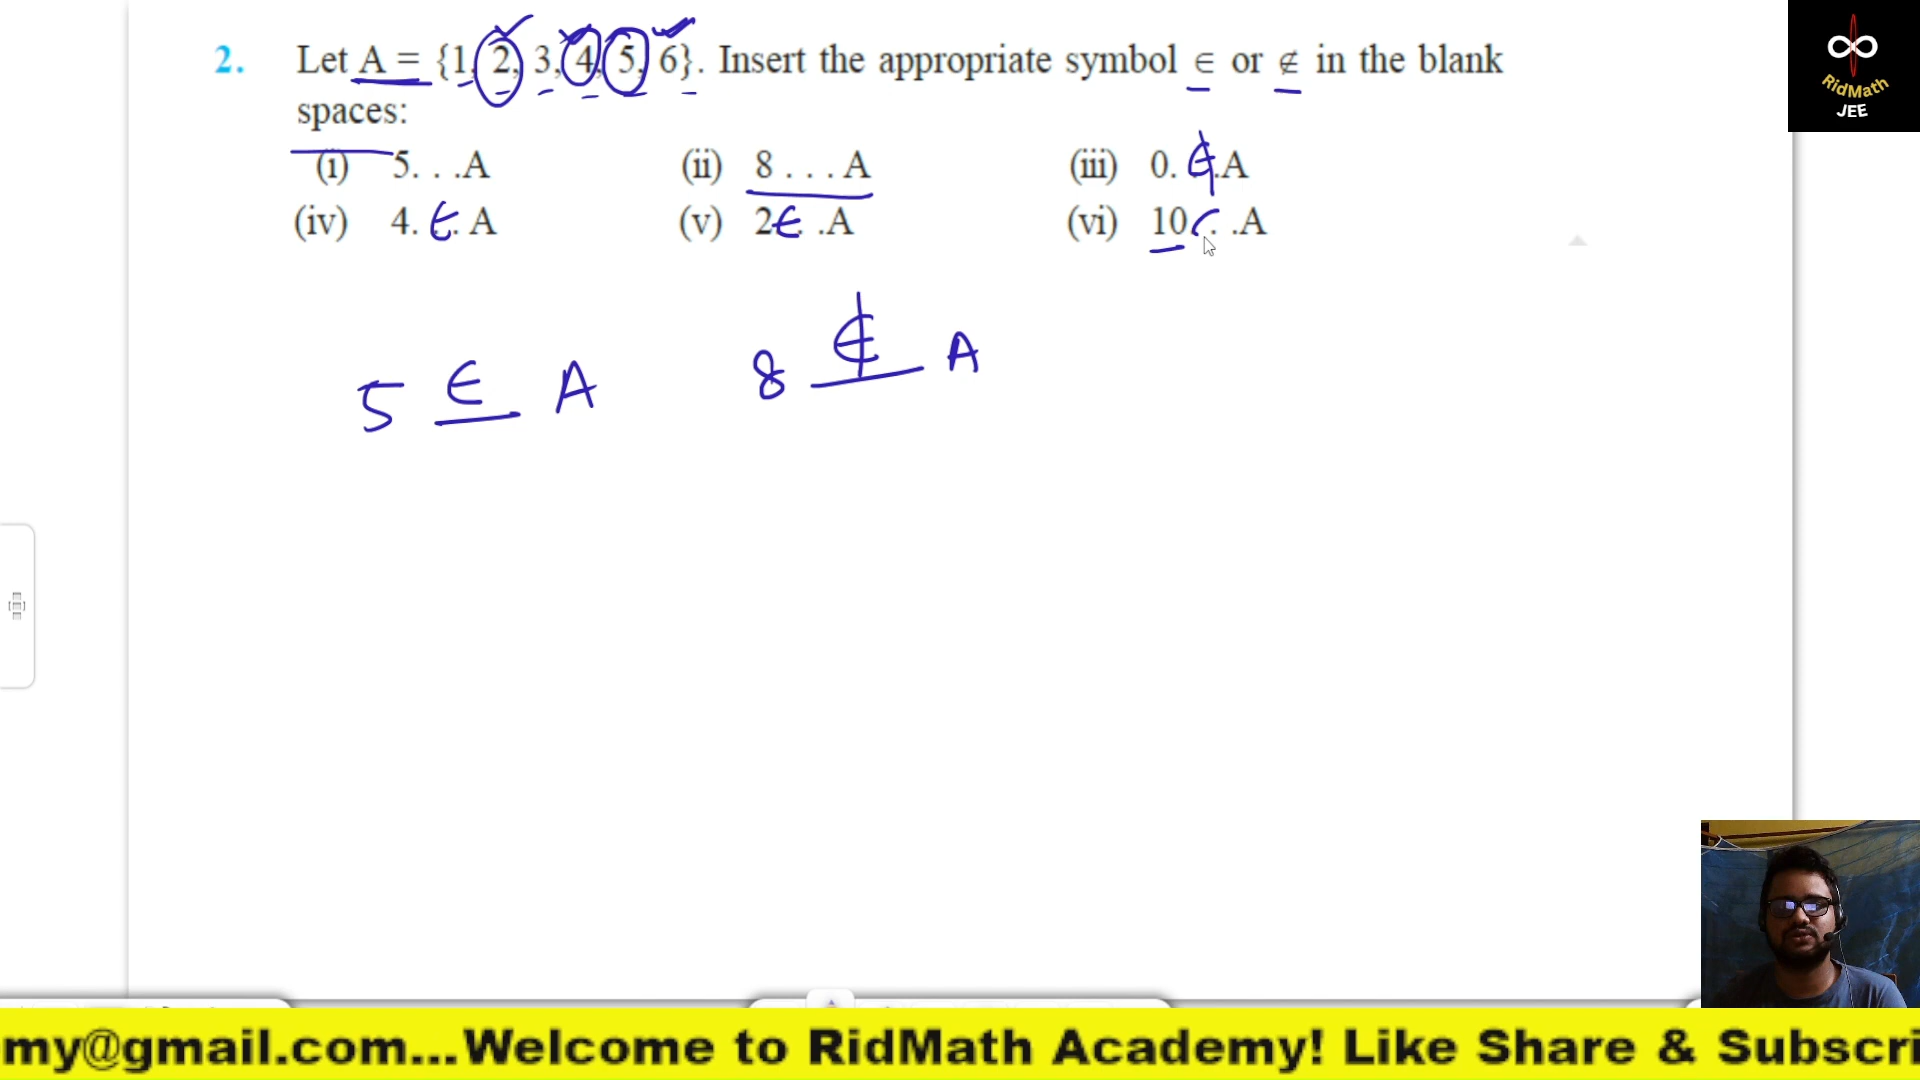 2. Let A = {1, 2, 3, 4, 5, 6}. Insert the appropriate symbol ∈ or ∉ in the blank
spaces:
(i) 5. . .A (ii) 8 . . . A (iii) 0. ∉.A
(iv) 4. ∈. A (v) 2∈ .A (vi) 10. .A
5 ∈ A 8 ∉ A
RidMath
JEE
my@gmail.com...Welcome to RidMath Academy! Like Share & Subscri